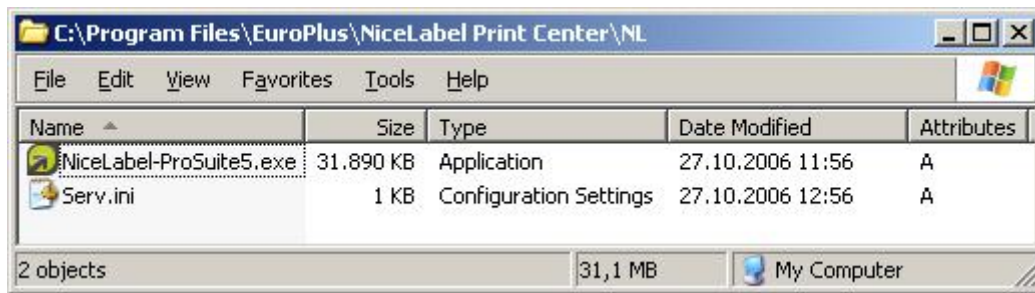 C:\Program Files\EuroPlus\NiceLabel Print Center\NL
File Edit View Favorites Tools Help
Name Size Type Date Modified Attributes
NiceLabel-ProSuite5.exe 31.890 KB Application 27.10.2006 11:56 A
Serv.ini 1 KB Configuration Settings 27.10.2006 12:56 A
2 objects 31,1 MB My Computer